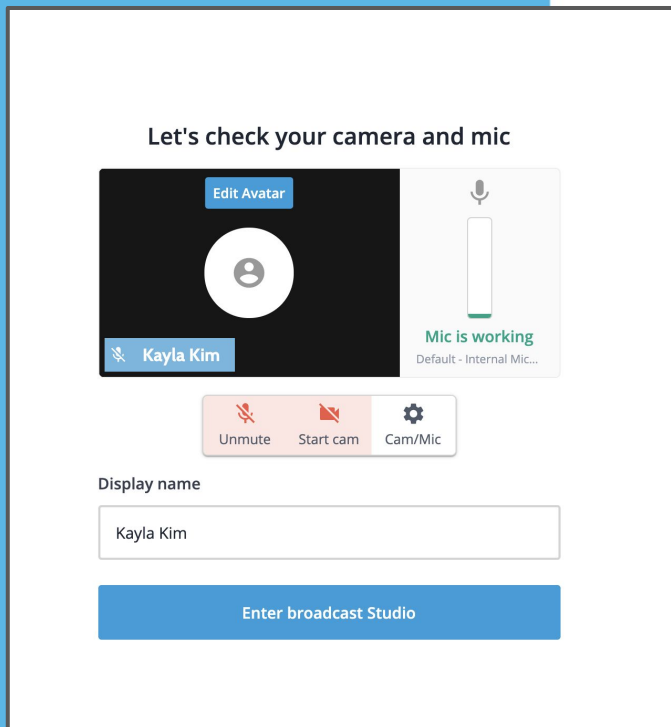 Let's check your camera and mic
Edit Avatar
Kayla Kim
Mic is working
Default - Internal Mic...
Unmute
Start cam
Cam/Mic
Display name
Kayla Kim
Enter broadcast Studio